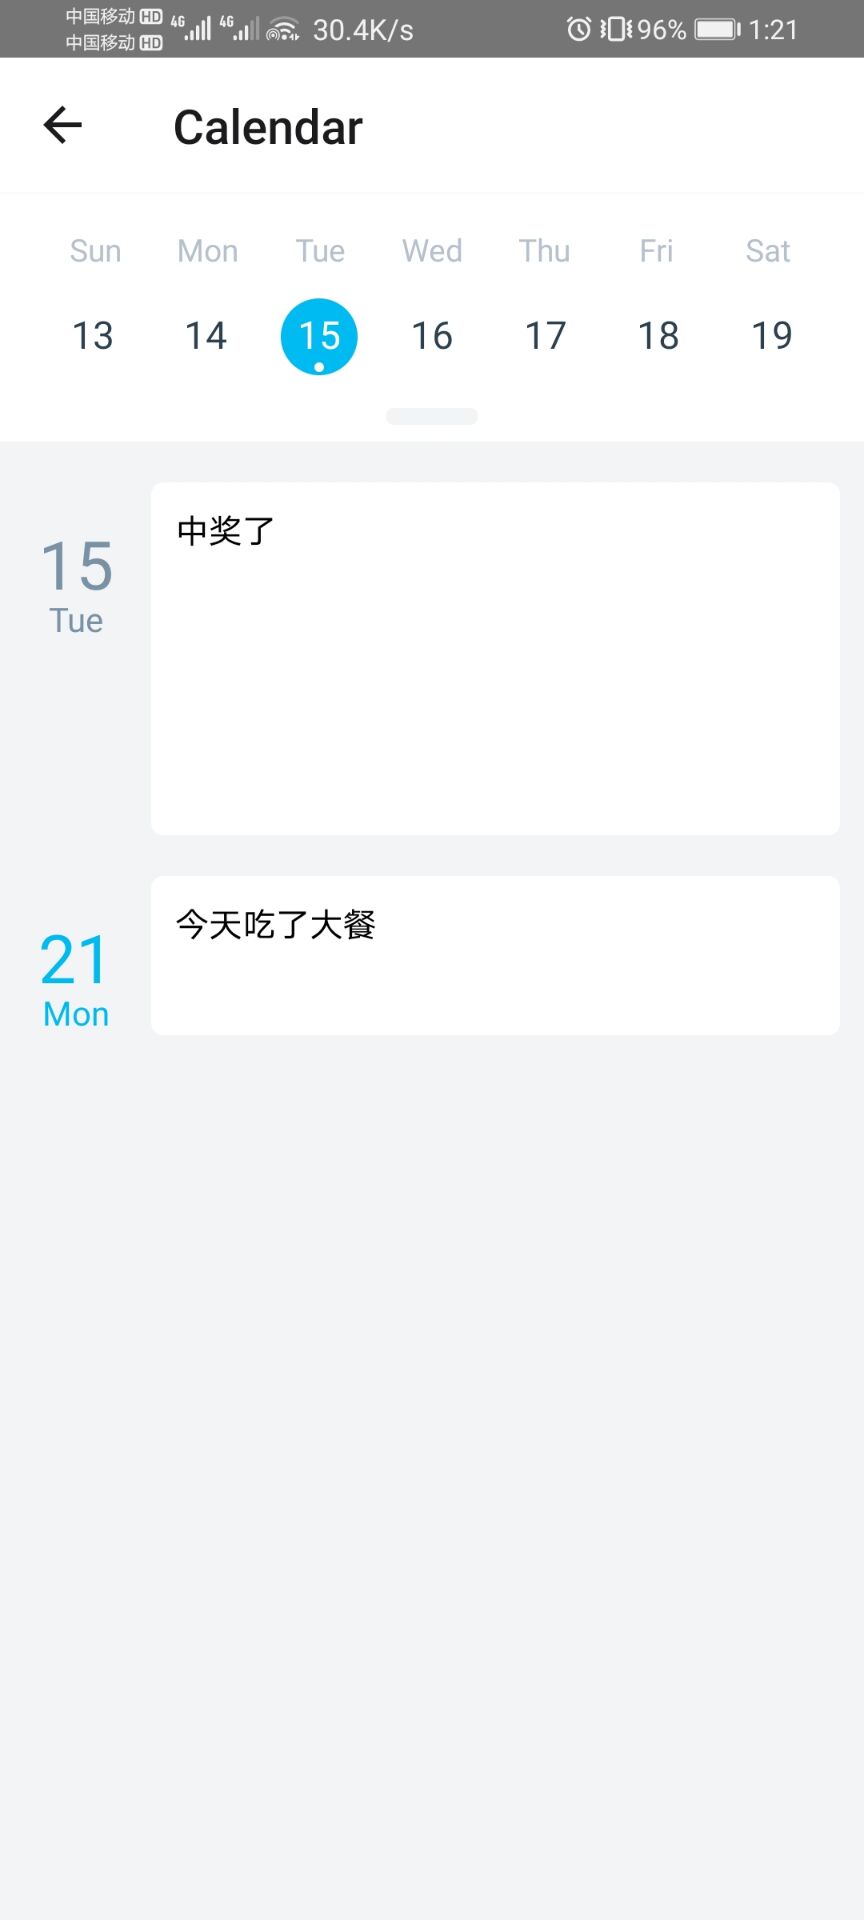 中国移动 HD 4G 4G 30.4K/s 96% 1:21
中国移动 HD
Calendar
Sun Mon Tue Wed Thu Fri Sat
13 14 15 16 17 18 19
中奖了
15
Tue
今天吃了大餐
21
Mon